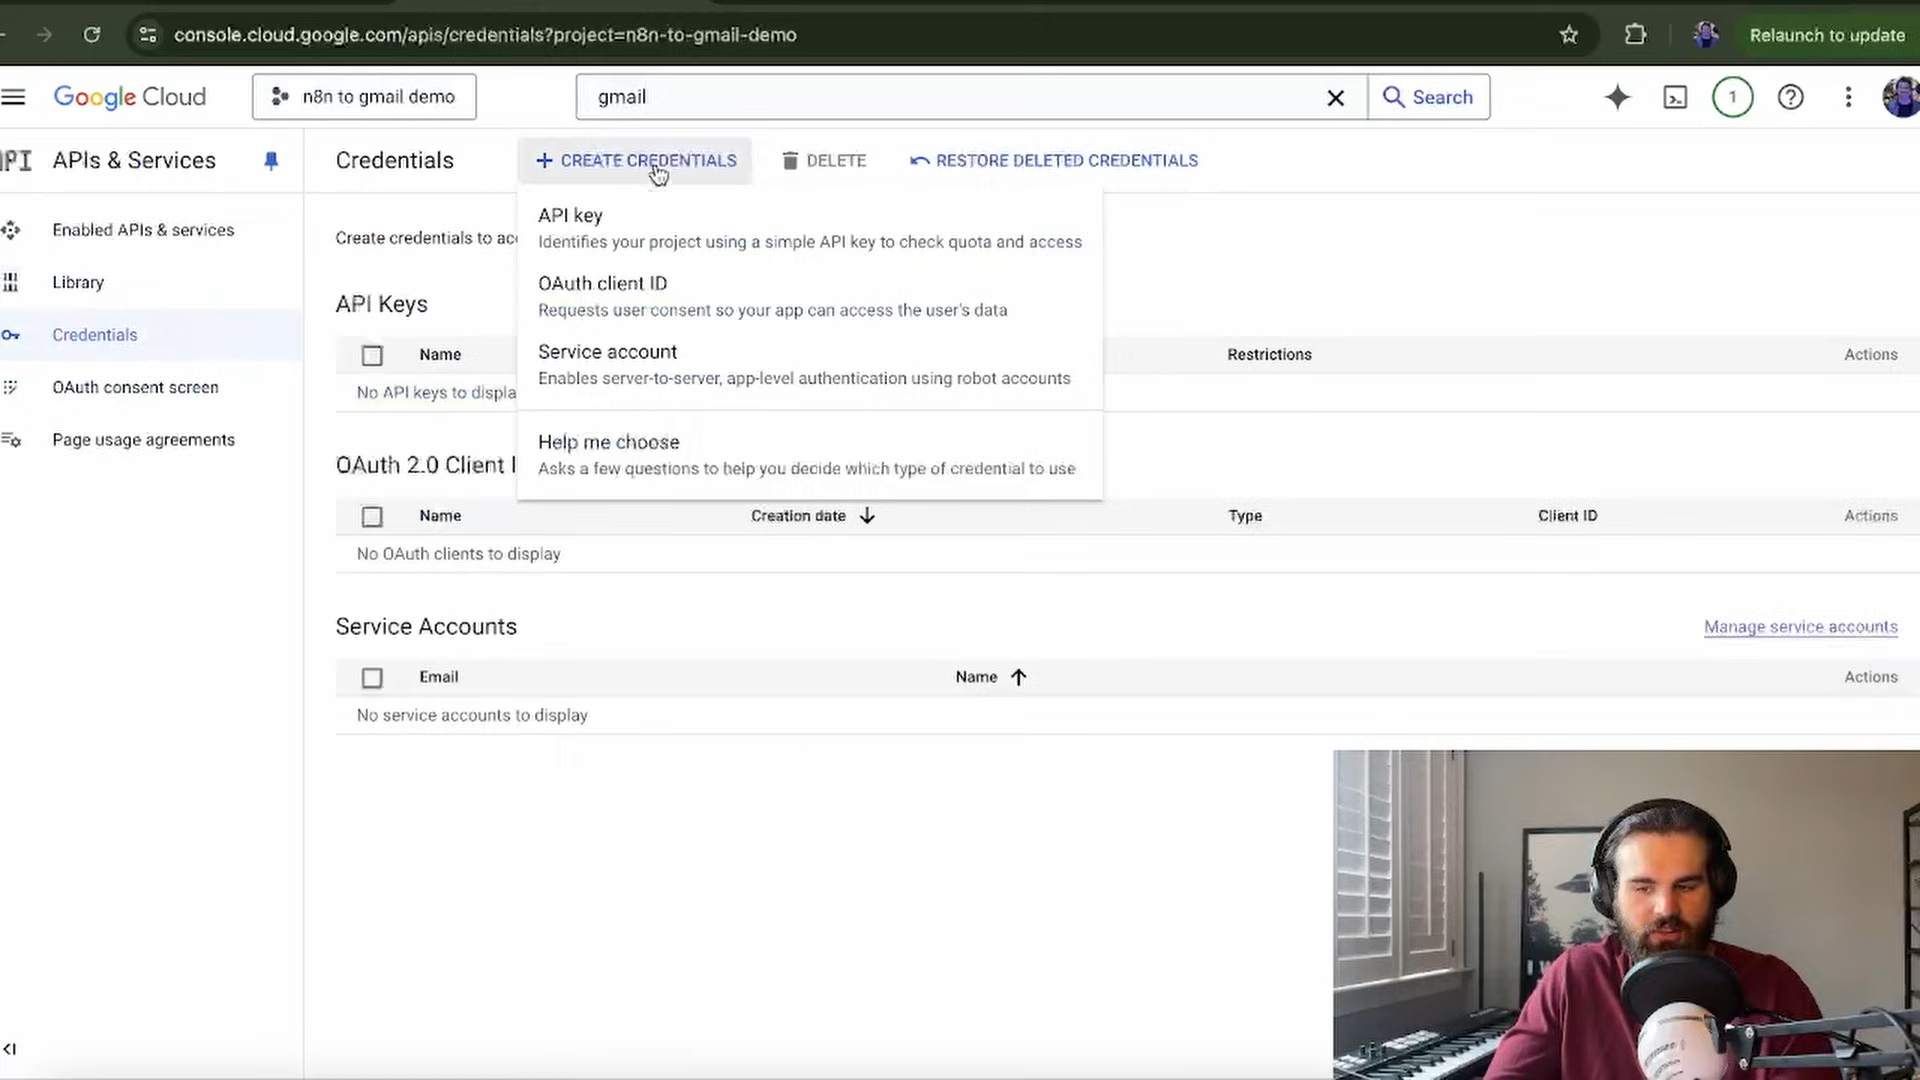 console.cloud.google.com/apis/credentials?project=n8n-to-gmail-demo
Relaunch to update
Google Cloud
n8n to gmail demo
gmail
Search
1
API
APIs & Services
Credentials
CREATE CREDENTIALS
DELETE
RESTORE DELETED CREDENTIALS
Enabled APIs & services
Library
Credentials
OAuth consent screen
Page usage agreements
Create credentials to acc
API key
Identifies your project using a simple API key to check quota and access
OAuth client ID
Requests user consent so your app can access the user's data
Service account
Enables server-to-server, app-level authentication using robot accounts
Help me choose
Asks a few questions to help you decide which type of credential to use
API Keys
Name
Restrictions
Actions
No API keys to displa
OAuth 2.0 Client I
Name
Creation date
Type
Client ID
Actions
No OAuth clients to display
Service Accounts
Manage service accounts
Email
Name
Actions
No service accounts to display